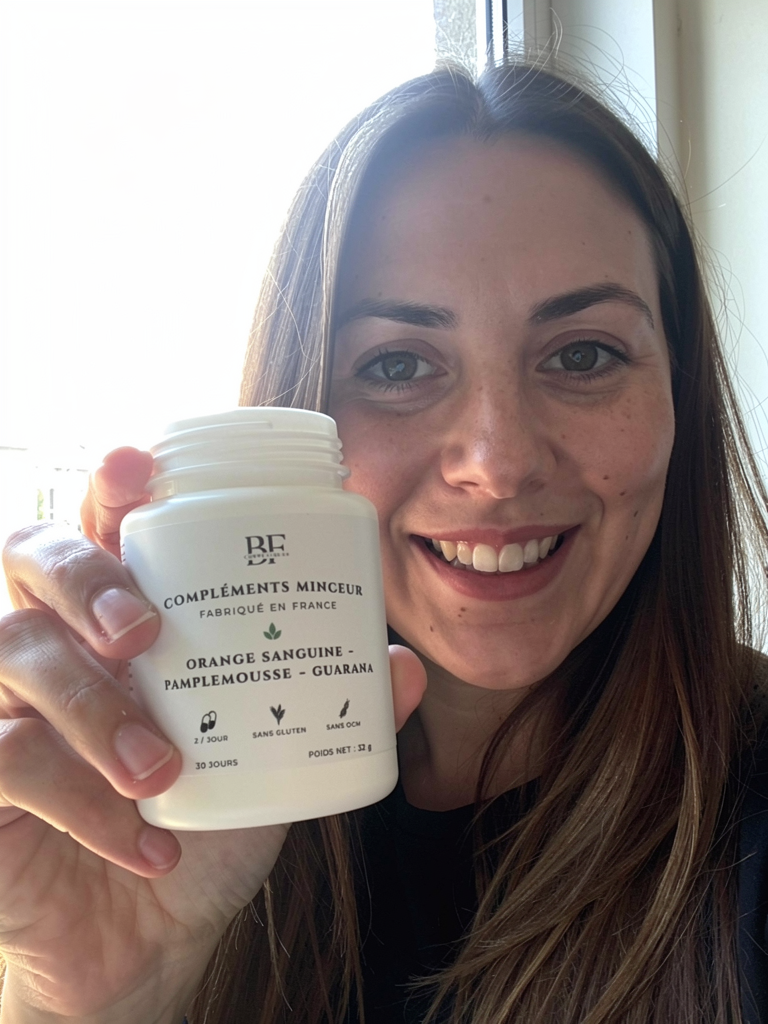 BF
COMPLÉMENTS MINCEUR
FABRIQUÉ EN FRANCE
ORANGE SANGUINE -
PAMPLEMOUSSE - GUARANA
2 / JOUR
SANS GLUTEN
SANS OGM
30 JOURS
POIDS NET : 32 g